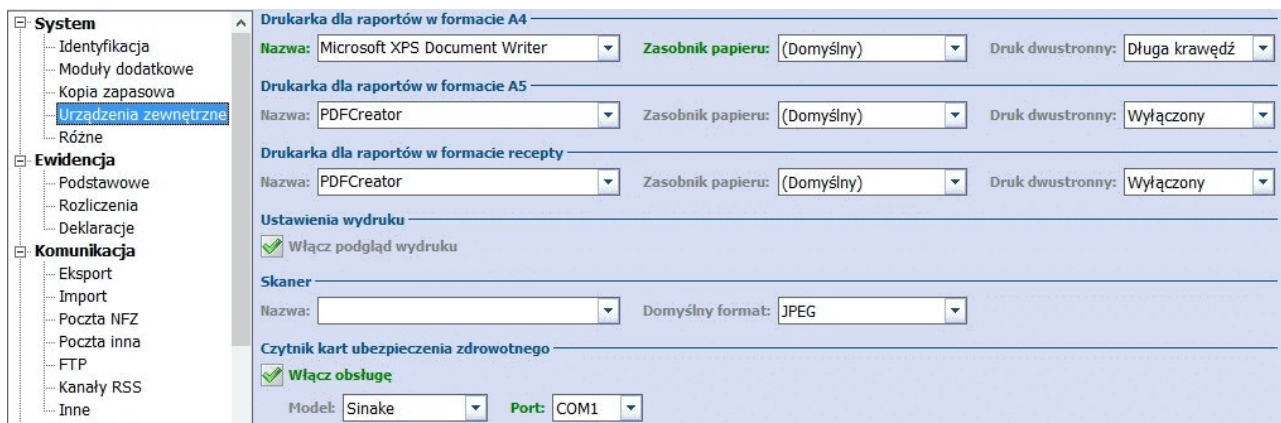 System
Identyfikacja
Moduły dodatkowe
Kopia zapasowa
Urządzenia zewnętrzne
Różne
Ewidencja
Podstawowe
Rozliczenia
Deklaracje
Komunikacja
Eksport
Import
Poczta NFZ
Poczta inna
FTP
Kanały RSS
Inne
Drukarka dla raportów w formacie A4
Nazwa: Microsoft XPS Document Writer Zasobnik papieru: (Domyślny) Druk dwustronny: Długa krawędź
Drukarka dla raportów w formacie A5
Nazwa: PDFCreator Zasobnik papieru: (Domyślny) Druk dwustronny: Wyłączony
Drukarka dla raportów w formacie recepty
Nazwa: PDFCreator Zasobnik papieru: (Domyślny) Druk dwustronny: Wyłączony
Ustawienia wydruku
Włącz podgląd wydruku
Skaner
Nazwa: Domyślny format: JPEG
Czytnik kart ubezpieczenia zdrowotnego
Włącz obsługę
Model: Sinake Port: COM1